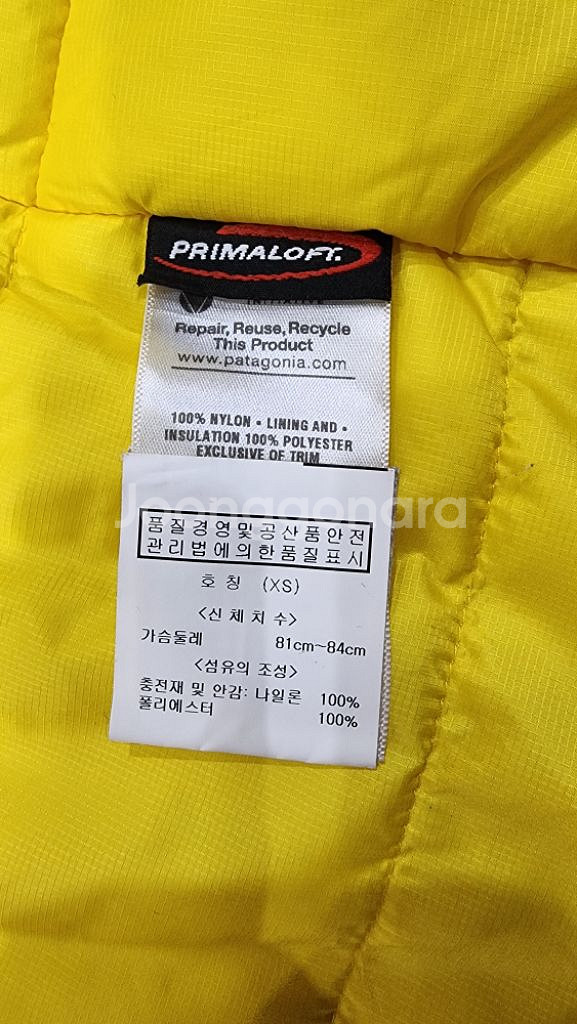 PRIMALOFT.
INITIATIVE
Repair, Reuse, Recycle
This Product
www.patagonia.com
100% NYLON • LINING AND •
INSULATION 100% POLYESTER
EXCLUSIVE OF TRIM
Joonggonara
품질경영및공산품안전
관리법에의한품질표시
호칭 (XS)
<신체치수>
가슴둘레 81cm~84cm
<섬유의 조성>
충전재 및 안감: 나일론 100%
폴리에스터 100%